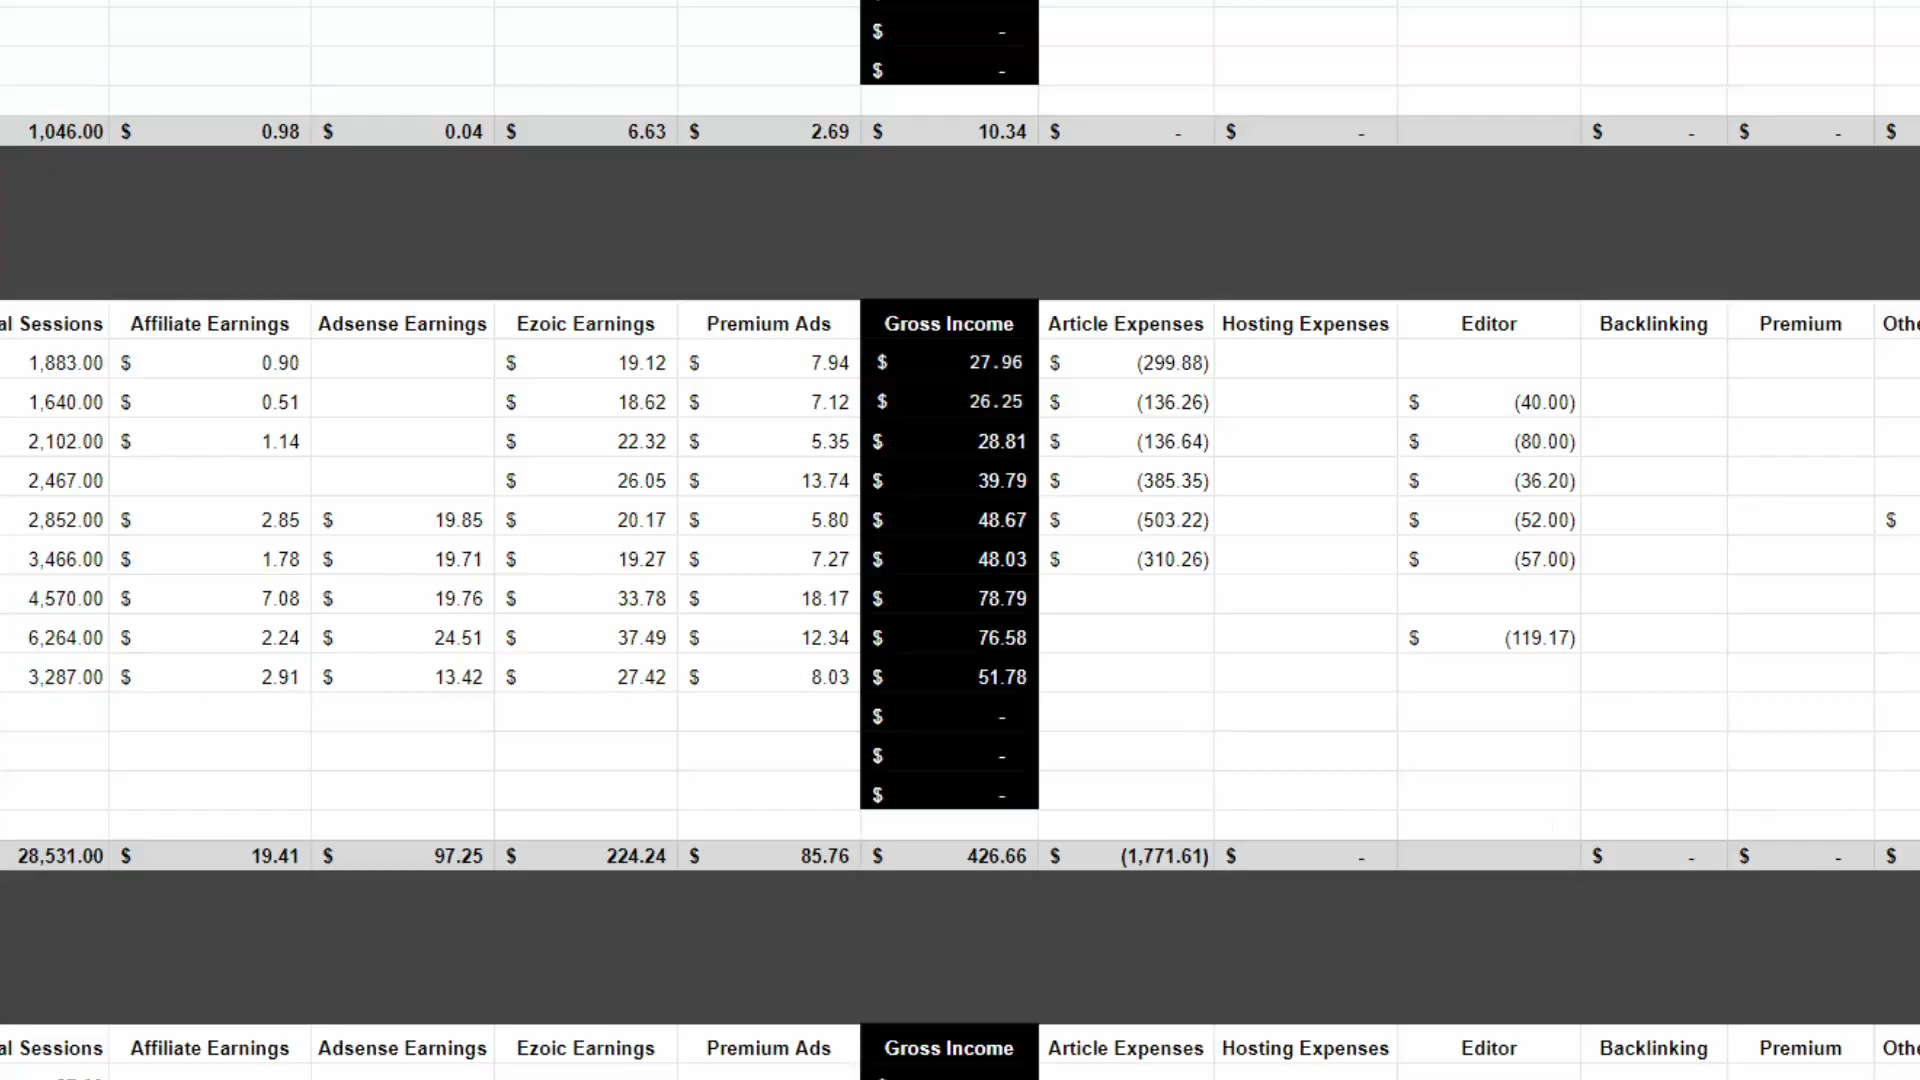 $ -
$ -
1,046.00 $ 0.98 $ 0.04 $ 6.63 $ 2.69 $ 10.34 $ - $ - $ - $ - $
al Sessions Affiliate Earnings Adsense Earnings Ezoic Earnings Premium Ads Gross Income Article Expenses Hosting Expenses Editor Backlinking Premium Othe
1,883.00 $ 0.90 $ 19.12 $ 7.94 $ 27.96 $ (299.88)
1,640.00 $ 0.51 $ 18.62 $ 7.12 $ 26.25 $ (136.26) $ (40.00)
2,102.00 $ 1.14 $ 22.32 $ 5.35 $ 28.81 $ (136.64) $ (80.00)
2,467.00 $ 26.05 $ 13.74 $ 39.79 $ (385.35) $ (36.20)
2,852.00 $ 2.85 $ 19.85 $ 20.17 $ 5.80 $ 48.67 $ (503.22) $ (52.00) $
3,466.00 $ 1.78 $ 19.71 $ 19.27 $ 7.27 $ 48.03 $ (310.26) $ (57.00)
4,570.00 $ 7.08 $ 19.76 $ 33.78 $ 18.17 $ 78.79
6,264.00 $ 2.24 $ 24.51 $ 37.49 $ 12.34 $ 76.58 $ (119.17)
3,287.00 $ 2.91 $ 13.42 $ 27.42 $ 8.03 $ 51.78
$ -
$ -
$ -
28,531.00 $ 19.41 $ 97.25 $ 224.24 $ 85.76 $ 426.66 $ (1,771.61) $ - $ - $ - $
al Sessions Affiliate Earnings Adsense Earnings Ezoic Earnings Premium Ads Gross Income Article Expenses Hosting Expenses Editor Backlinking Premium Othe